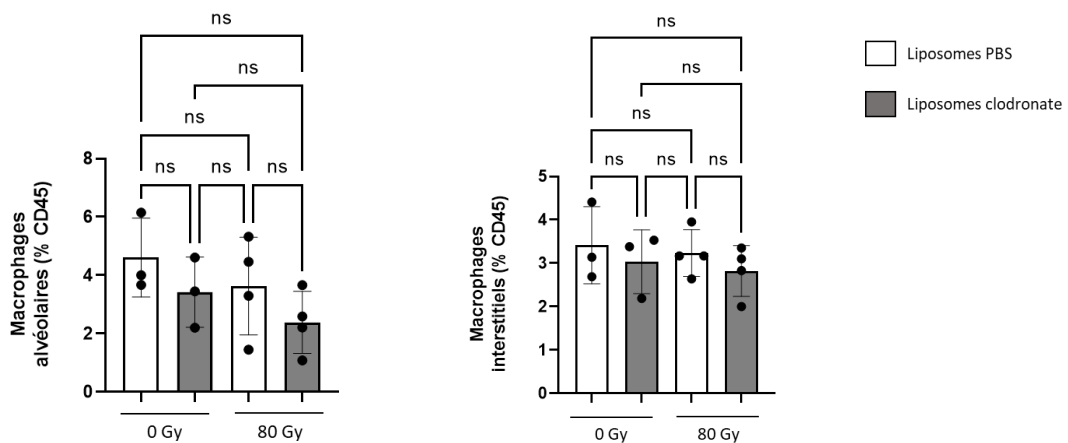 ns
ns
ns
ns ns ns
8
6
4
2
0
Macrophages
alvéolaires (% CD45)
0 Gy 80 Gy
ns
ns
ns
ns ns ns
5
4
3
2
1
0
Macrophages
interstitiels (% CD45)
0 Gy 80 Gy
Liposomes PBS
Liposomes clodronate